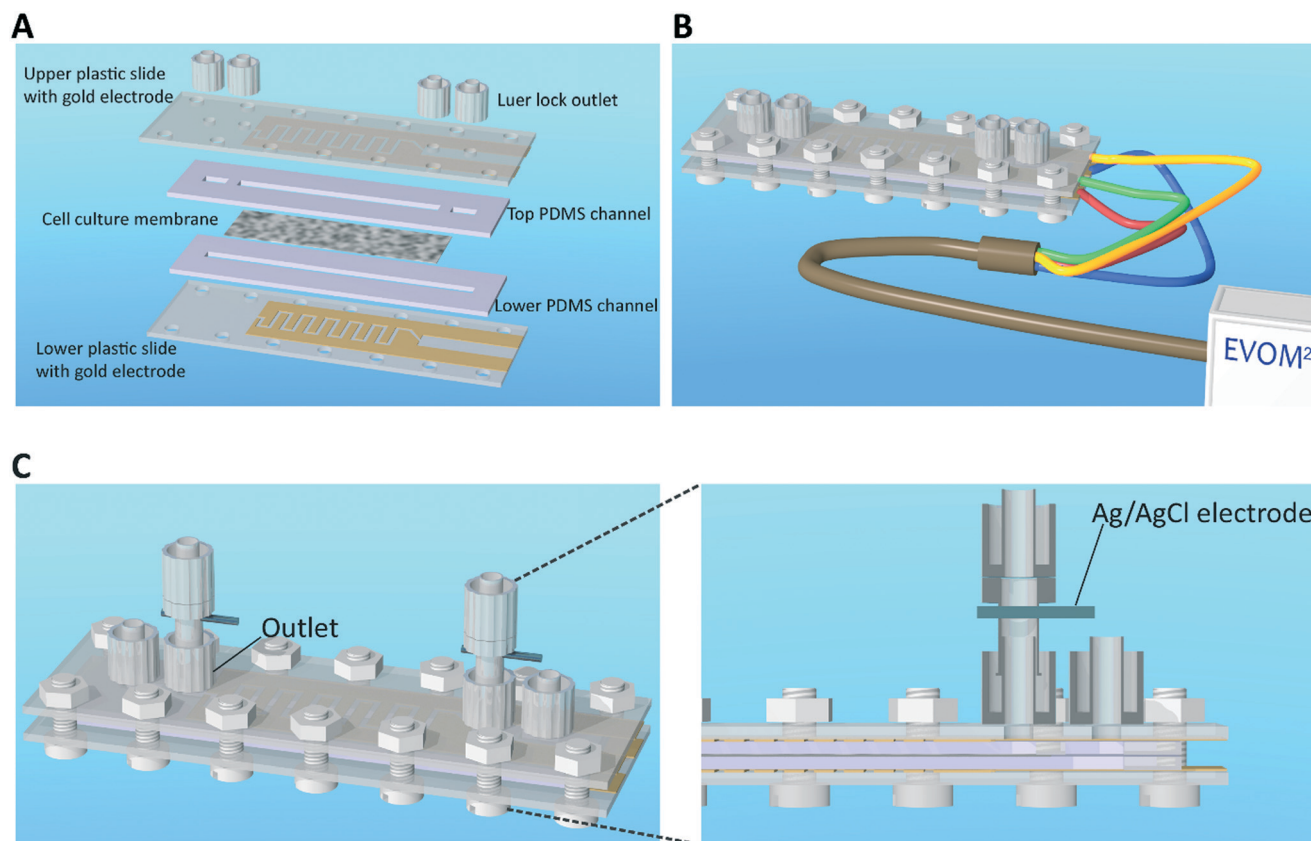 A
Upper plastic slide
with gold electrode
Luer lock outlet
Cell culture membrane
Top PDMS channel
Lower PDMS channel
Lower plastic slide
with gold electrode
B
EVOM²
C
Outlet
Ag/AgCl electrode